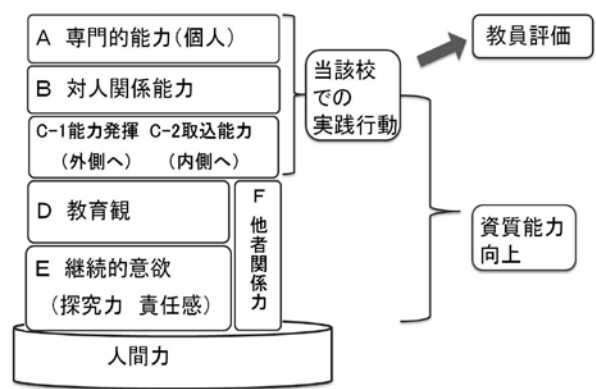 A 専門的能力(個人)
B 対人関係能力
C-1能力発揮 C-2取込能力
(外側へ) (内側へ)
D 教育観
E 継続的意欲
(探究力 責任感)
F他者関係力
人間力
当該校
での
実践行動
教員評価
資質能力
向上